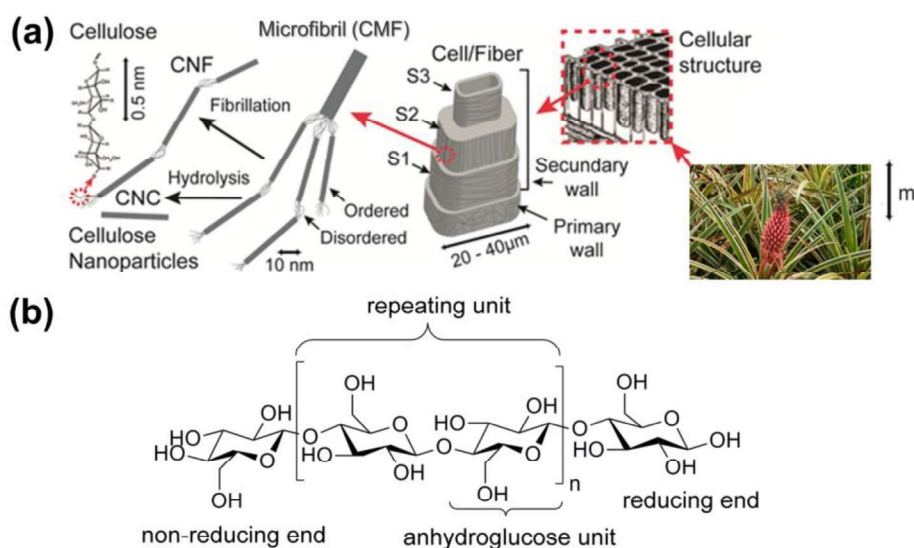 (a)
Cellulose
0.5 nm
CNF
Fibrillation
Hydrolysis
CNC
Cellulose
Nanoparticles
Microfibril (CMF)
Ordered
Disordered
10 nm
Cell/Fiber
S3
S2
S1
Secundary
wall
Primary
wall
20 - 40µm
Cellular
structure
m
(b)
repeating unit
OH
OH
OH
OH
HO
HO
O
O
O
HO
O
O
O
O
HO
O
HO
OH
O
OH
HO
OH
OH
OH
OH
n
non-reducing end
anhydroglucose unit
reducing end